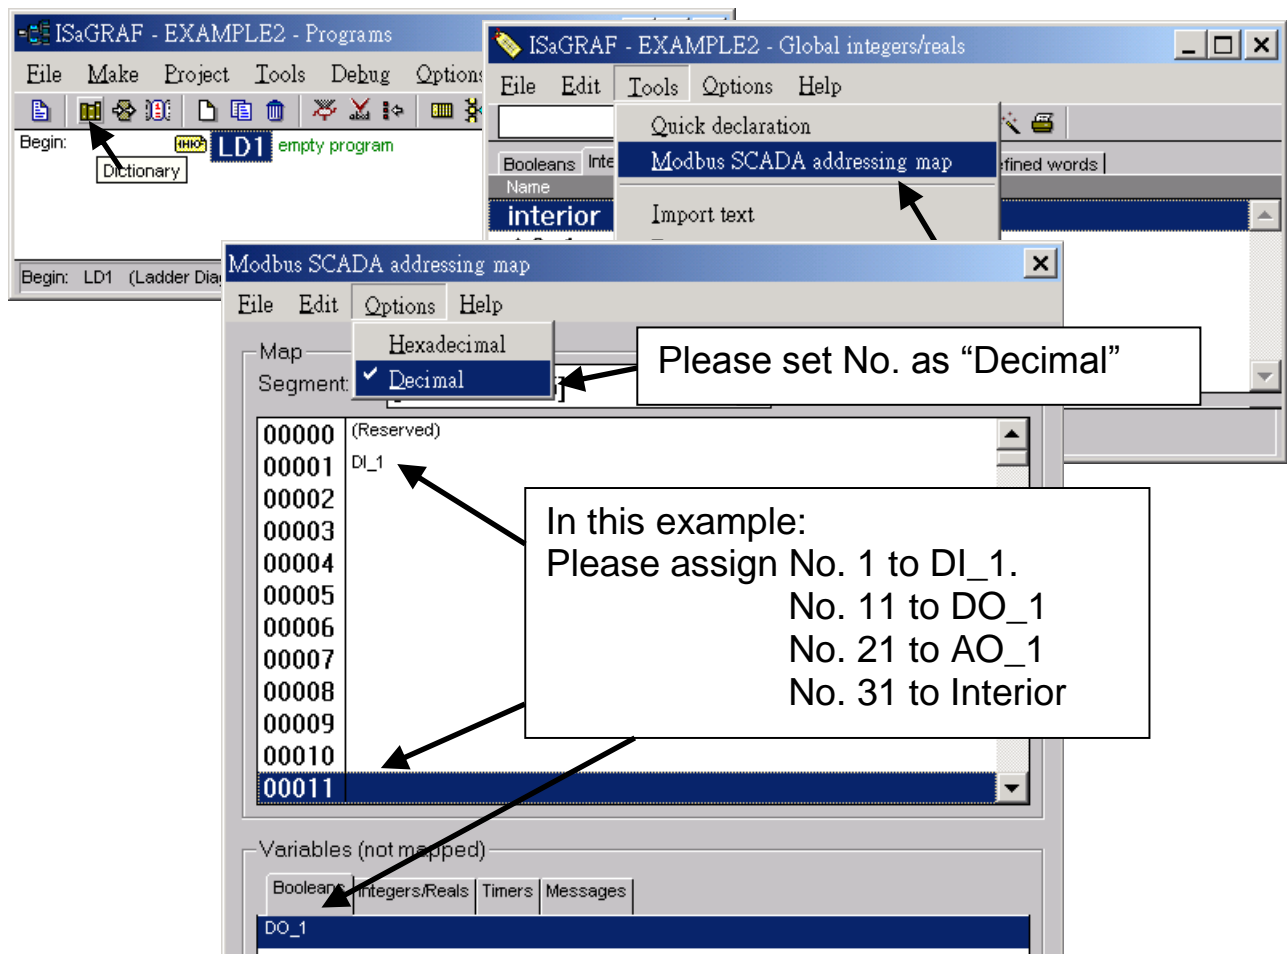 ISaGRAF - EXAMPLE2 - Programs
File Make Project Tools Debug Options
Begin:
LD1 empty program
Dictionary
Begin: LD1 (Ladder Dia
ISaGRAF - EXAMPLE2 - Global integers/reals
File Edit Tools Options Help
Quick declaration
Booleans Inte Modbus SCADA addressing map fined words
Name
interior Import text
Modbus SCADA addressing map
File Edit Options Help
Hexadecimal
Decimal
Map
Segment:
Please set No. as “Decimal”
00000 (Reserved)
00001 DI_1
00002
00003
00004
00005
00006
00007
00008
00009
00010
00011
In this example:
Please assign No. 1 to DI_1.
No. 11 to DO_1
No. 21 to AO_1
No. 31 to Interior
Variables (not mapped)
Booleans Integers/Reals Timers Messages
DO_1